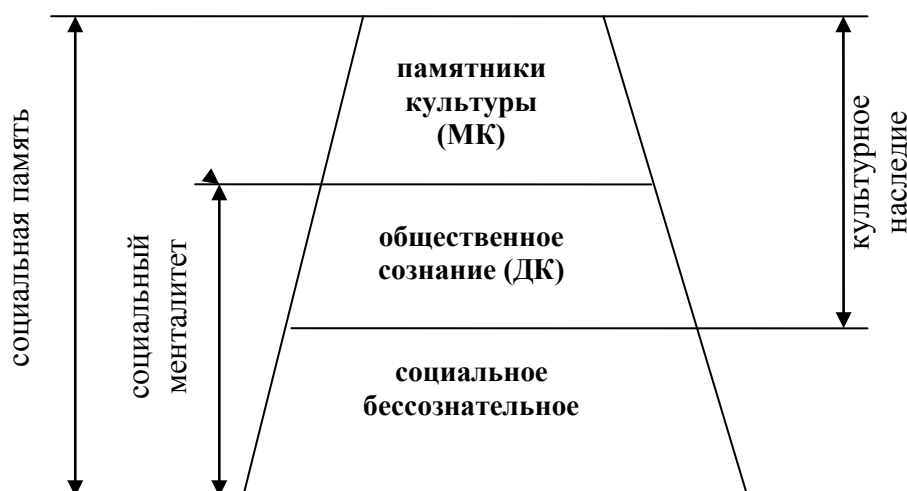 социальная память
социальный
менталитет
памятники
культуры
(МК)
общественное
сознание (ДК)
социальное
бессознательное
культурное
наследие